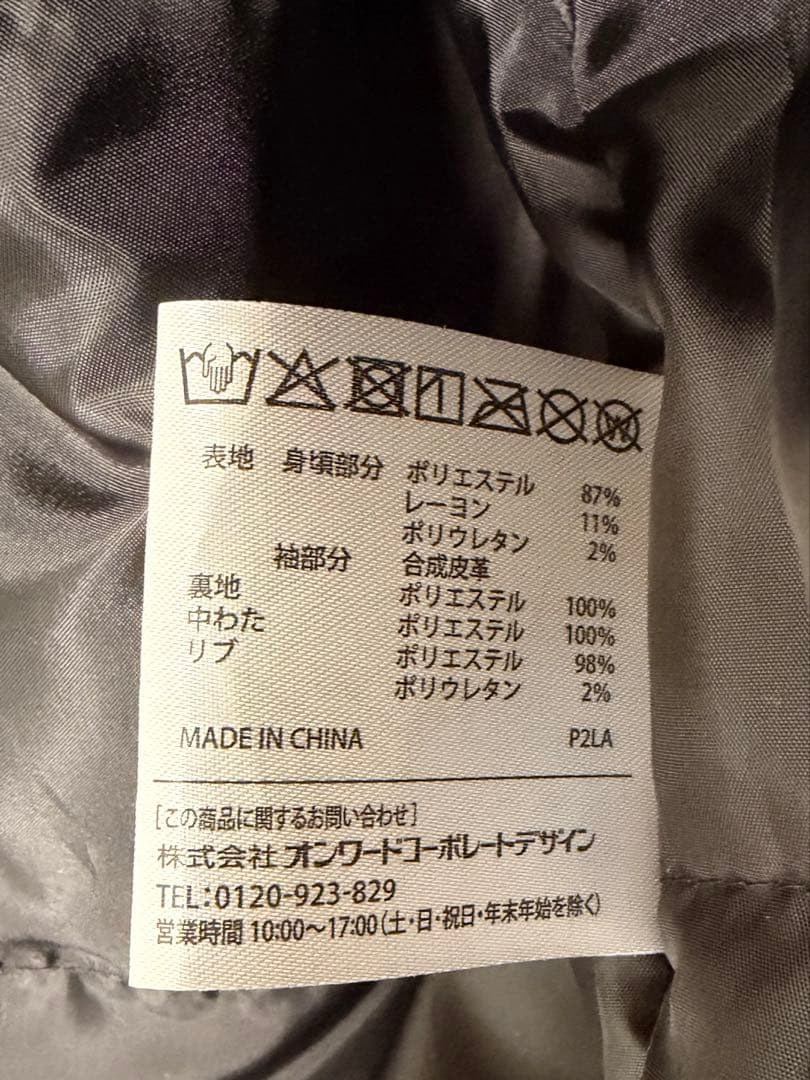 表地 身頃部分 ポリエステル 87%
レーヨン 11%
ポリウレタン 2%
袖部分 合成皮革
裏地 ポリエステル 100%
中わた ポリエステル 100%
リブ ポリエステル 98%
ポリウレタン 2%
MADE IN CHINA P2LA
[この商品に関するお問い合わせ]
株式会社 オンワードコーポレートデザイン
TEL:0120-923-829
営業時間 10:00〜17:00(土・日・祝日・年末年始を除く)